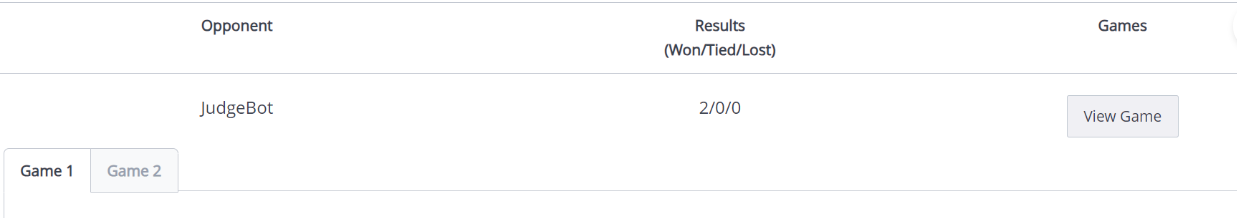 Opponent Results Games
(Won/Tied/Lost)
JudgeBot 2/0/0 View Game
Game 1 Game 2